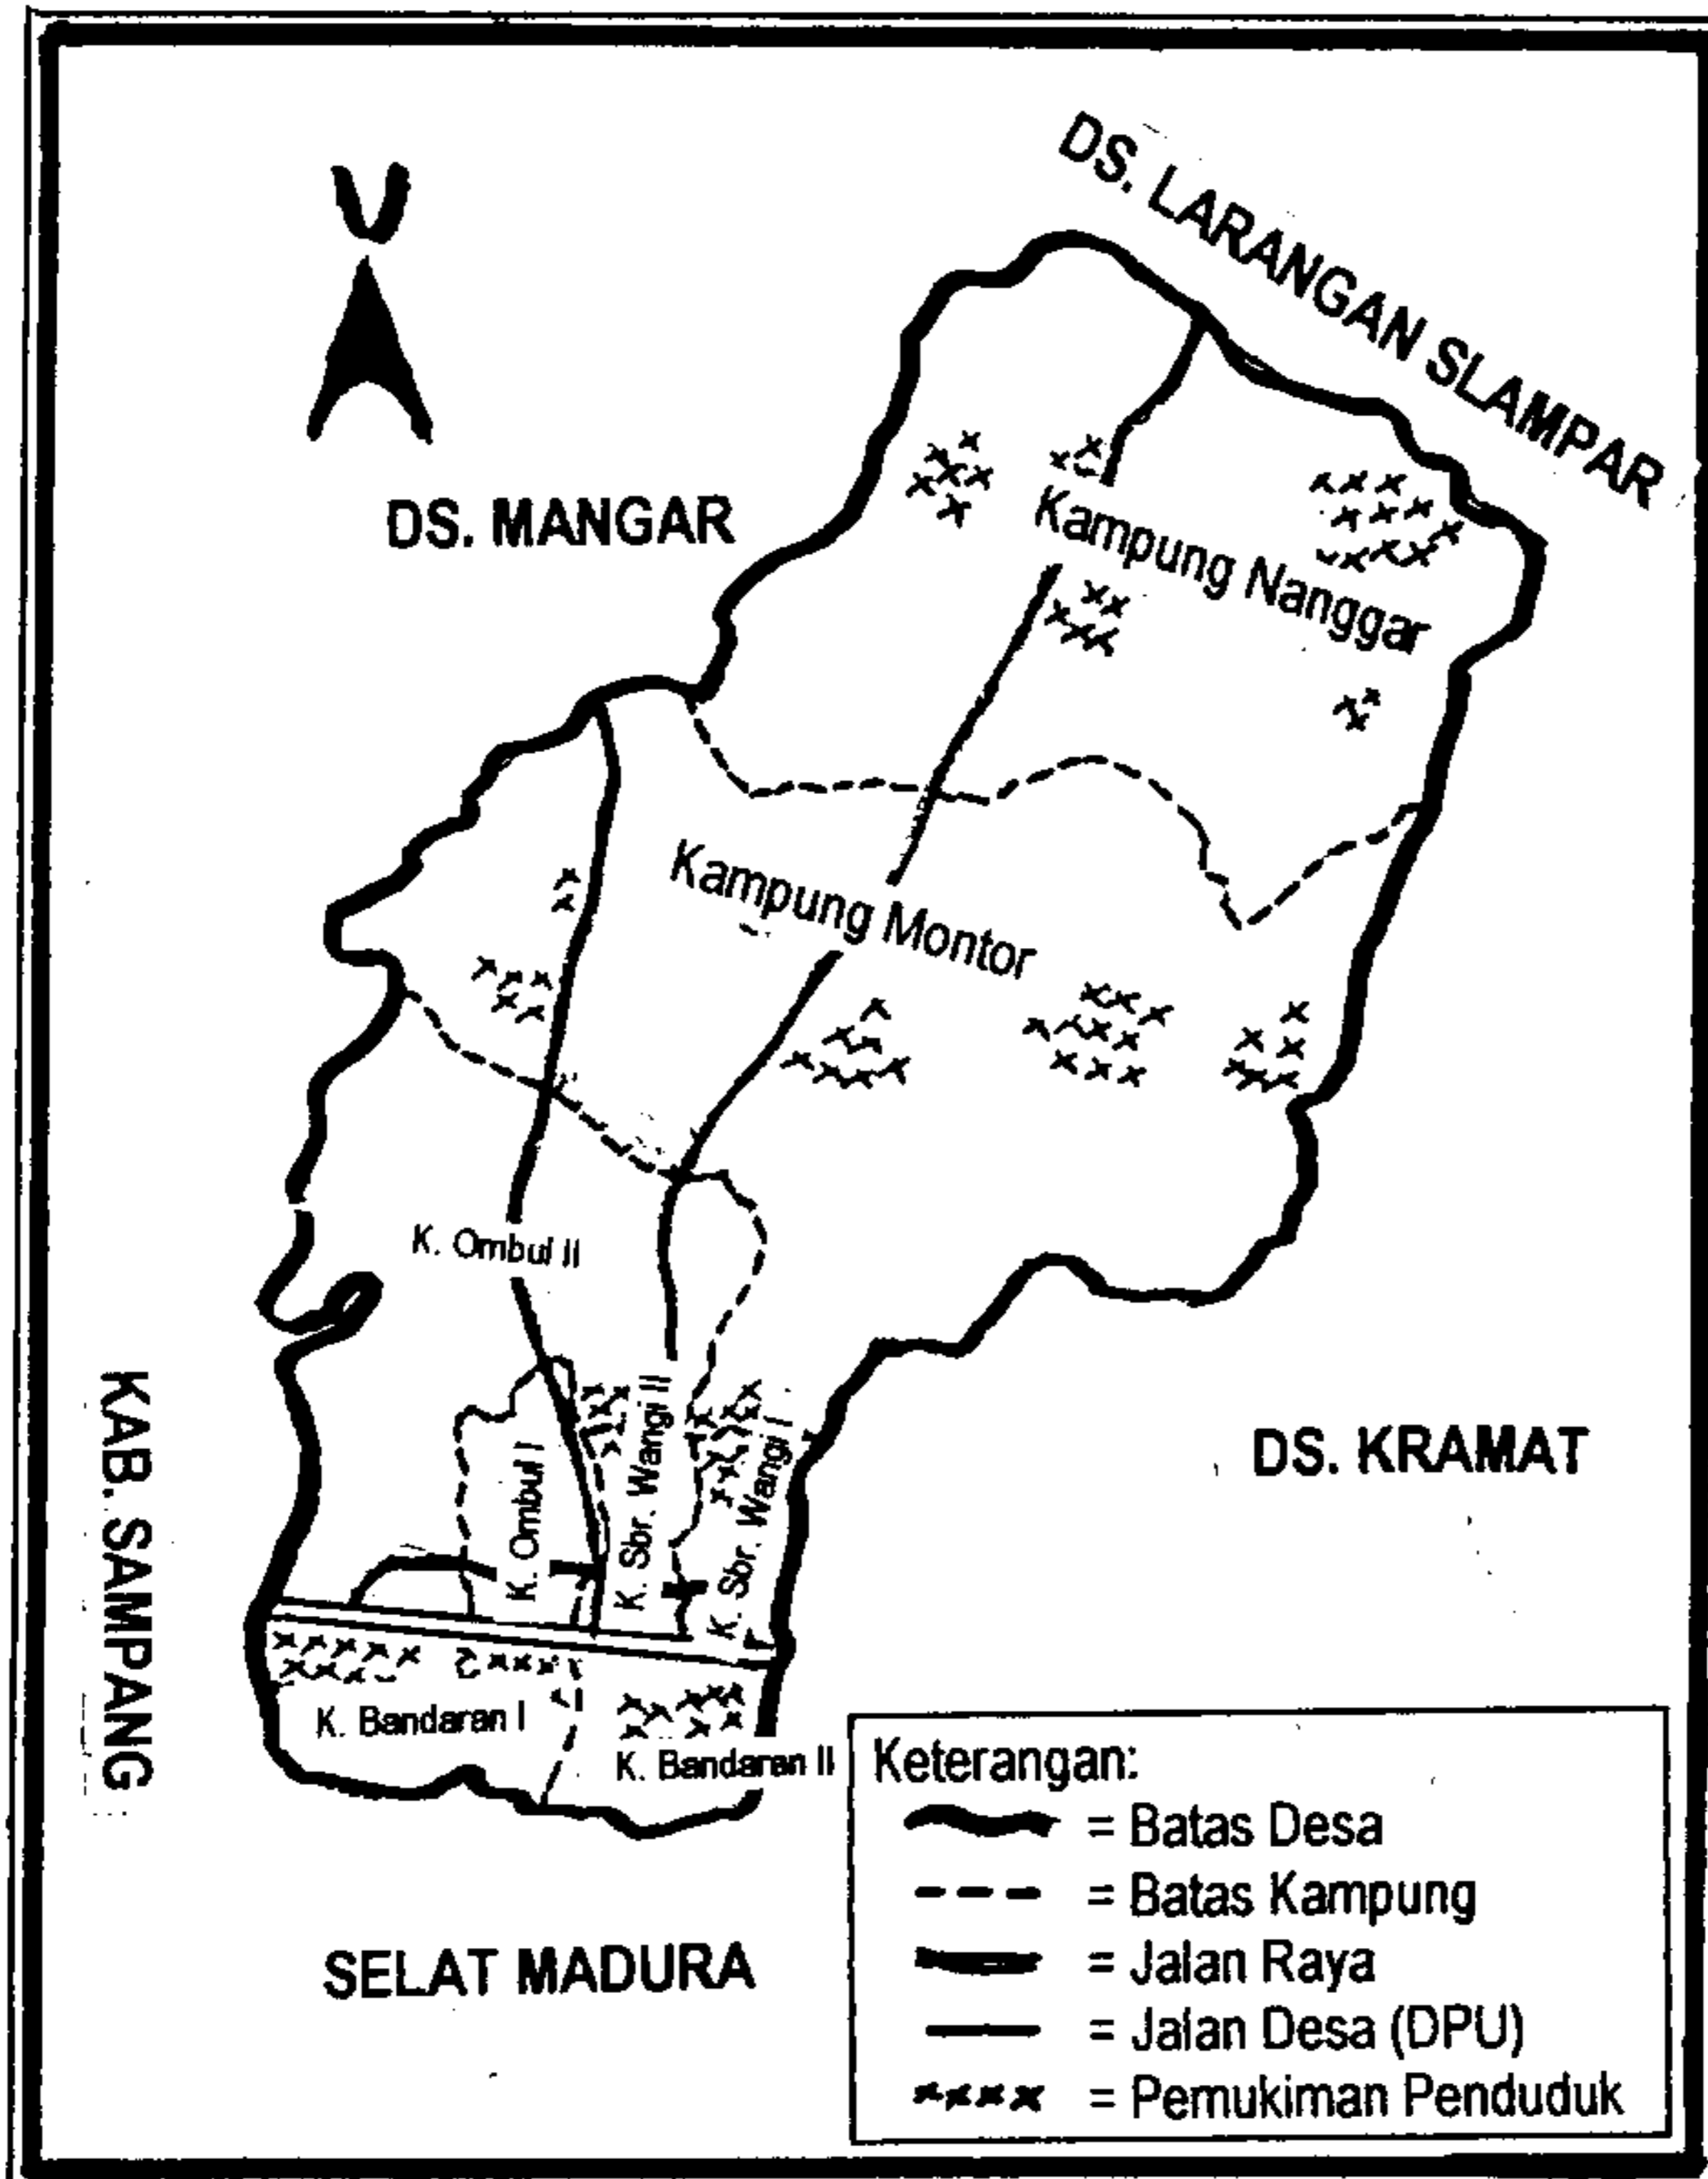 DS. LARANGAN SLAMPAR
DS. MANGAR
Kampung Nanggar
Kampung Montor
K. Ombul II
KAB. SAMPANG
K. Ombul I
K. Sbr. Wangi II
K. Sbr. Wangi I
DS. KRAMAT
K. Bandaran I
K. Bandaran II
SELAT MADURA
Keterangan:
= Batas Desa
= Batas Kampung
= Jalan Raya
= Jalan Desa (DPU)
= Pemukiman Penduduk